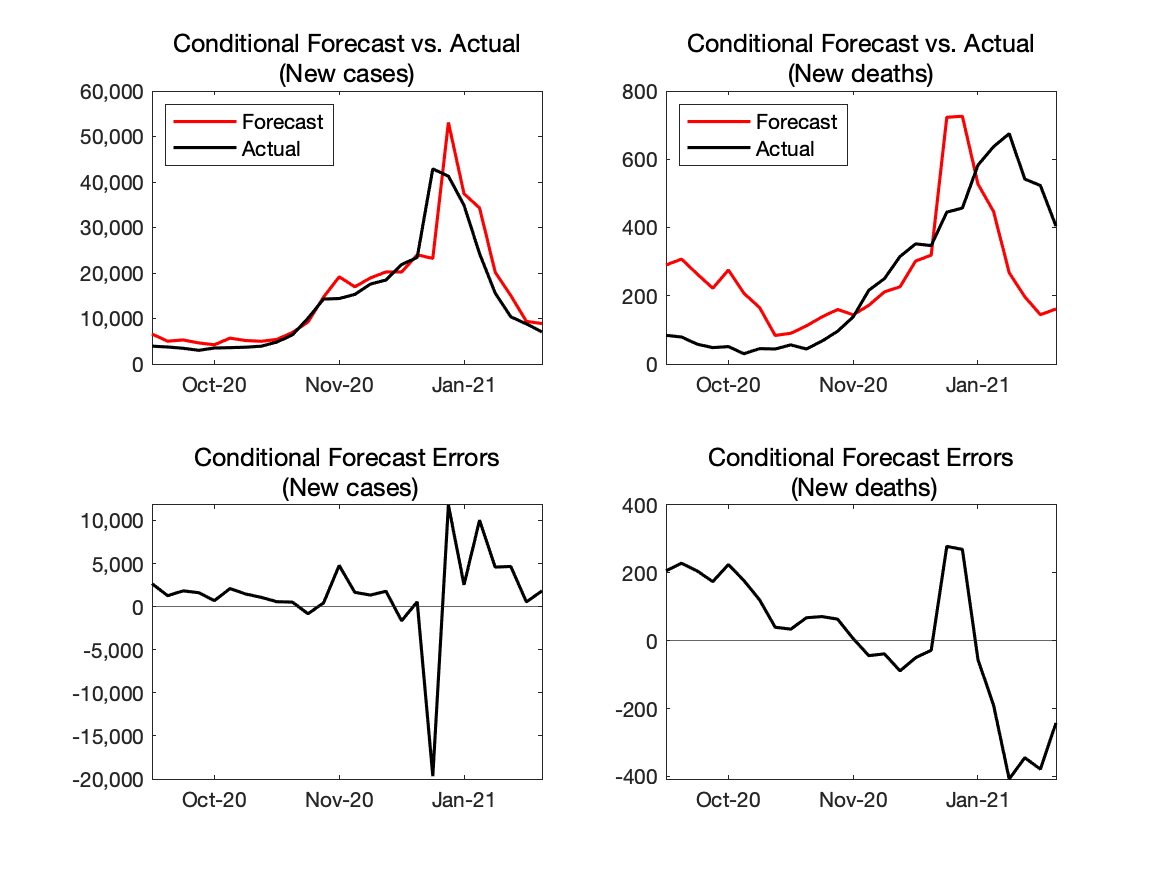 Conditional Forecast vs. Actual
(New cases)
60,000
50,000
40,000
30,000
20,000
10,000
0
Forecast
Actual
Oct-20
Nov-20
Jan-21
Conditional Forecast vs. Actual
(New deaths)
800
600
400
200
0
Forecast
Actual
Oct-20
Nov-20
Jan-21
Conditional Forecast Errors
(New cases)
10,000
5,000
0
-5,000
-10,000
-15,000
-20,000
Oct-20
Nov-20
Jan-21
Conditional Forecast Errors
(New deaths)
400
200
0
-200
-400
Oct-20
Nov-20
Jan-21